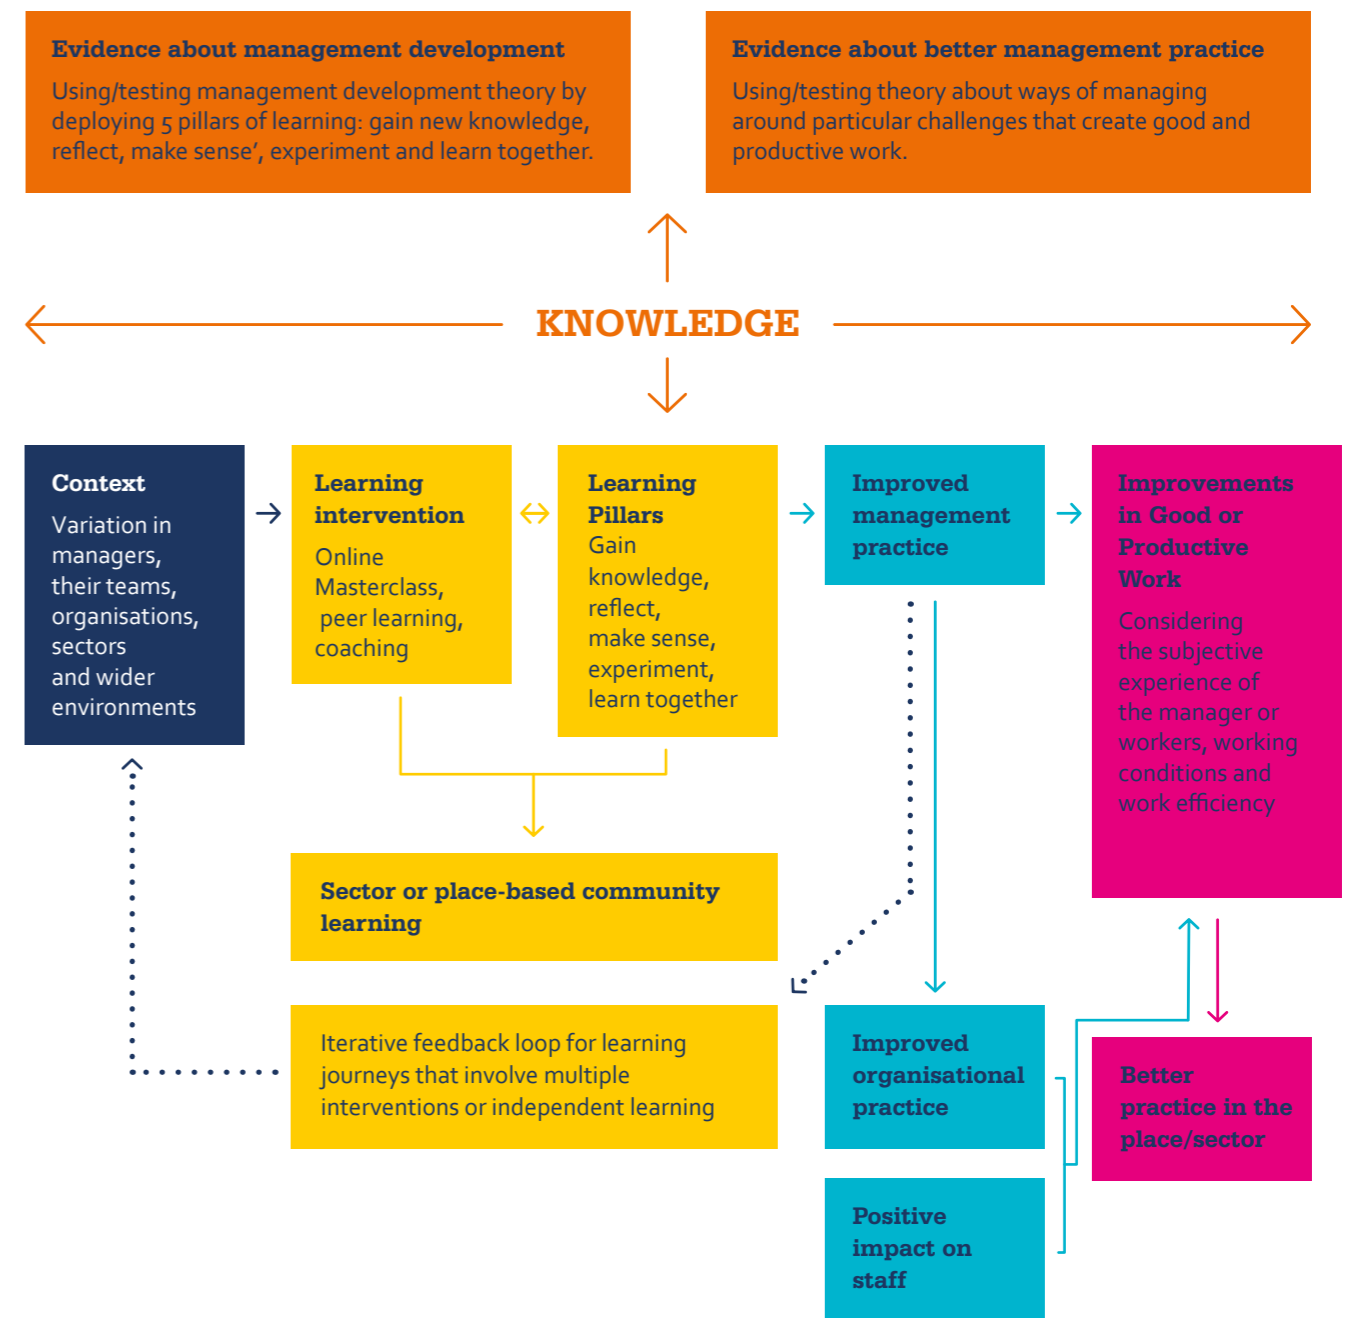 Evidence about management development
Using/testing management development theory by
deploying 5 pillars of learning: gain new knowledge,
reflect, make sense’, experiment and learn together.
Evidence about better management practice
Using/testing theory about ways of managing
around particular challenges that create good and
productive work.
KNOWLEDGE
Context
Variation in
managers,
their teams,
organisations,
sectors
and wider
environments
Learning
intervention
Online
Masterclass,
peer learning,
coaching
Learning
Pillars
Gain
knowledge,
reflect,
make sense,
experiment,
learn together
Improved
management
practice
Improvements
in Good or
Productive
Work
Considering
the subjective
experience of
the manager or
workers, working
conditions and
work efficiency
Sector or place-based community
learning
Iterative feedback loop for learning
journeys that involve multiple
interventions or independent learning
Improved
organisational
practice
Better
practice in the
place/sector
Positive
impact on
staff